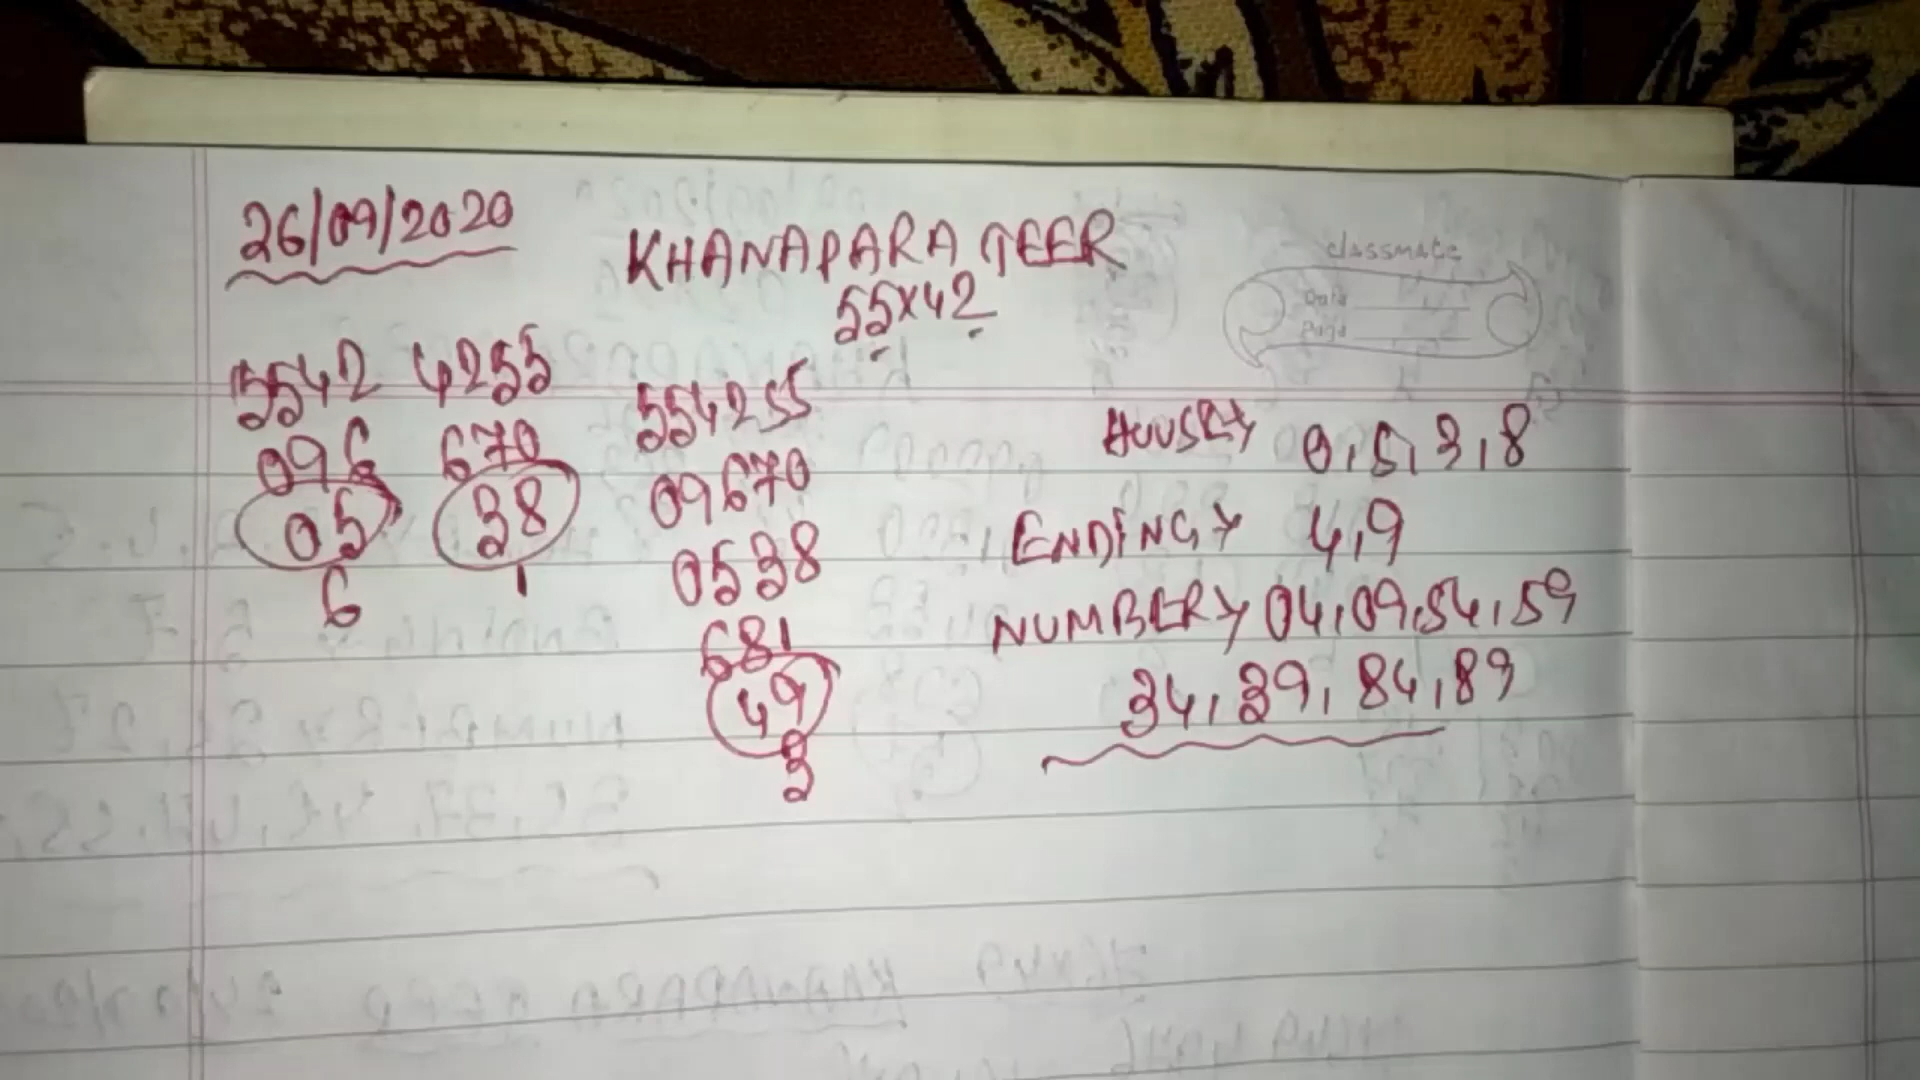 26/09/2020
KHANAPARA TEER
55x42
classmate
Date
Page
5542 4255
096 670
05 38
6 1
554255
09670
0538
681
49
3
HOUSE> 0,5,3,8
ENDING> 4,9
NUMBER> 04,09,54,59
34,39,84,89